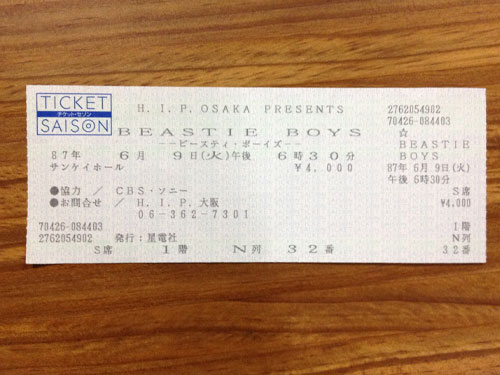 TICKET
チケット・セゾン
SAISON
H.I.P.OSAKA PRESENTS
BEASTIE BOYS
--ビースティ・ボーイズ--
87年 6月 9日(火)午後 6時30分
サンケイホール ¥4.000
●協力 / CBS・ソニー
●お問合せ / H.I.P.大阪
06-362-7301
70426-084403
2762054902 発行:星電社
S席 1階 N列 32番
2762054902
70426-084403
☆
BEASTIE
BOYS
87年 6月 9日(火)
午後 6時30分
S席
¥4.000
1階
N列
32番